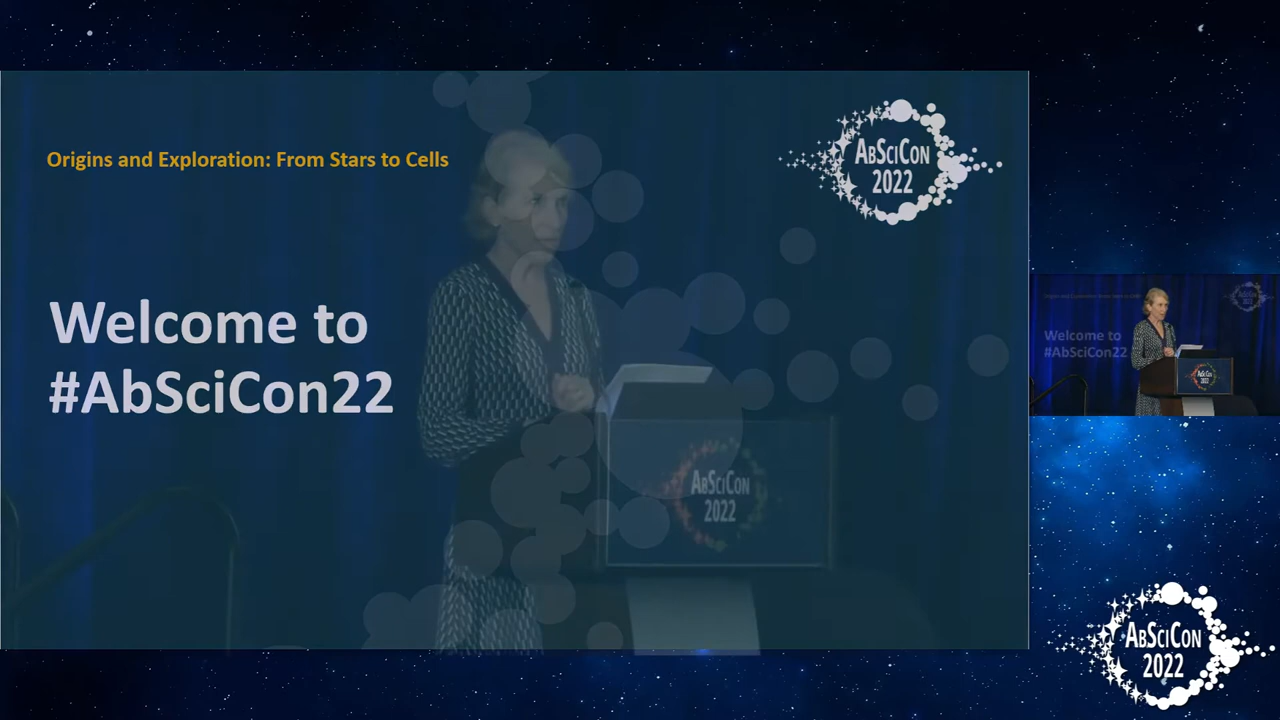 Origins and Exploration: From Stars to Cells
AbSciCon
2022
Welcome to
#AbSciCon22
AbSciCon
2022
Welcome to
#AbSciCon22
AbSciCon
2022